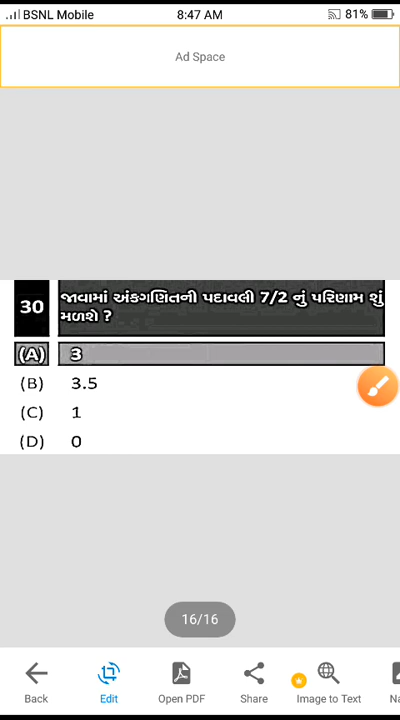 BSNL Mobile 8:47 AM 81%
Ad Space
30 જાવામાં અંકગણિતની પદાવલી 7/2 નું પરિણામ શું
મળશે ?
(A) 3
(B) 3.5
(C) 1
(D) 0
16/16
Back Edit Open PDF Share Image to Text Na